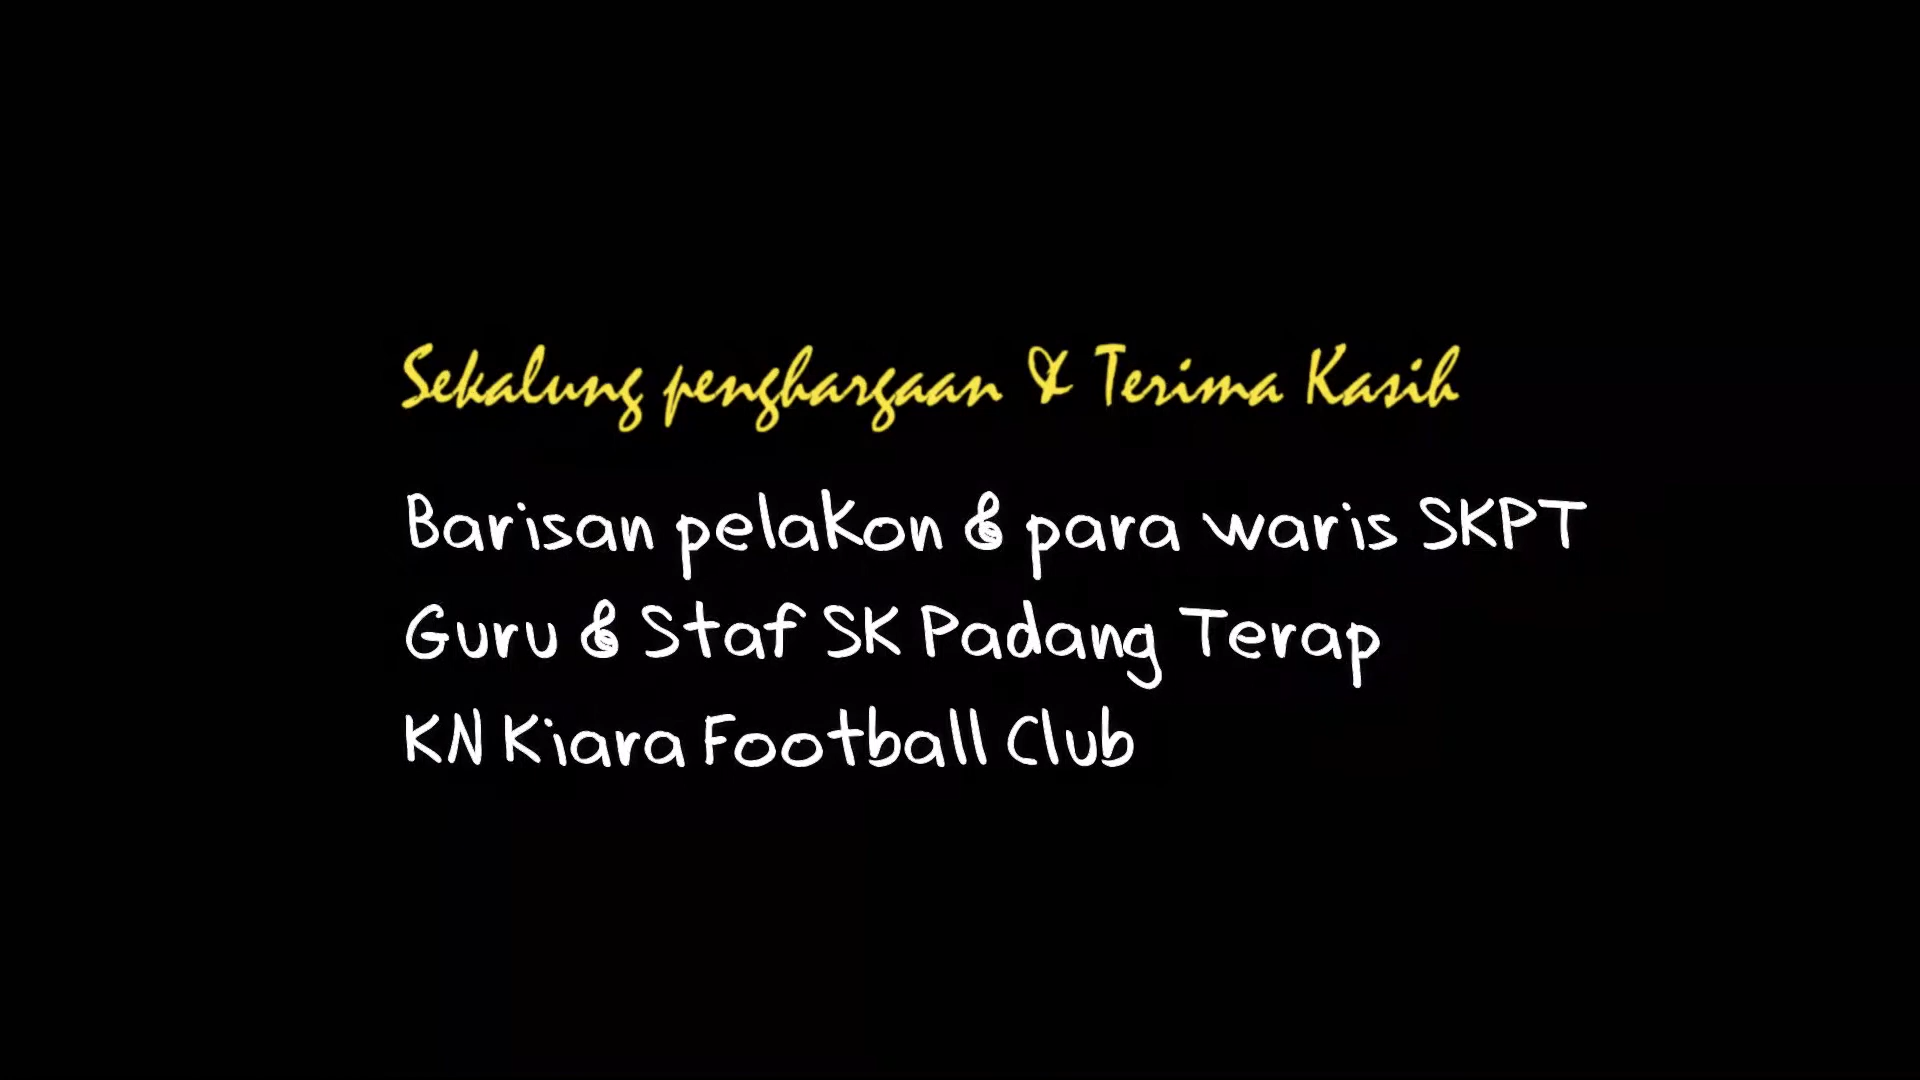 Sekalung penghargaan & Terima Kasih
Barisan pelakon & para waris SKPT
Guru & Staf SK Padang Terap
KN Kiara Football Club